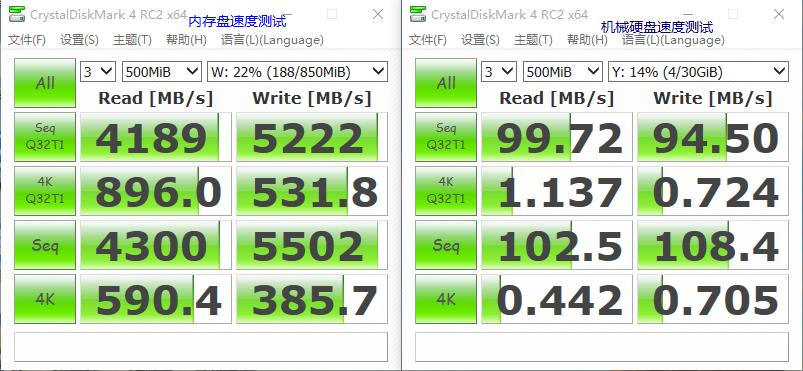 CrystalDiskMark 4 RC2 x64
内存盘速度测试
文件(F) 设置(S) 主题(T) 帮助(H) 语言(L)(Language)
All 3 500MiB W: 22% (188/850MiB)
Read [MB/s] Write [MB/s]
Seq Q32T1 4189 5222
4K Q32T1 896.0 531.8
Seq 4300 5502
4K 590.4 385.7
CrystalDiskMark 4 RC2 x64
机械硬盘速度测试
文件(F) 设置(S) 主题(T) 帮助(H) 语言(L)(Language)
All 3 500MiB Y: 14% (4/30GiB)
Read [MB/s] Write [MB/s]
Seq Q32T1 99.72 94.50
4K Q32T1 1.137 0.724
Seq 102.5 108.4
4K 0.442 0.705